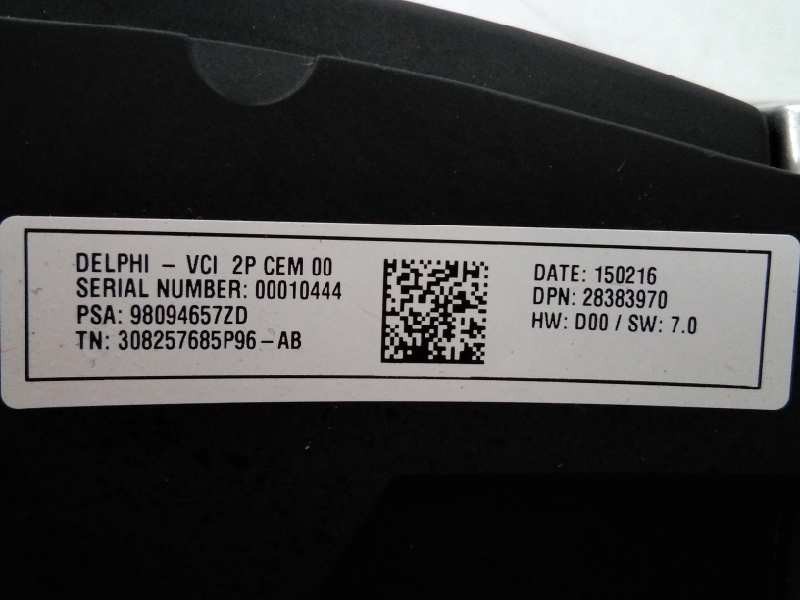 DELPHI - VCI 2P CEM 00
SERIAL NUMBER: 00010444
PSA: 98094657ZD
TN: 308257685P96-AB
DATE: 150216
DPN: 28383970
HW: D00 / SW: 7.0